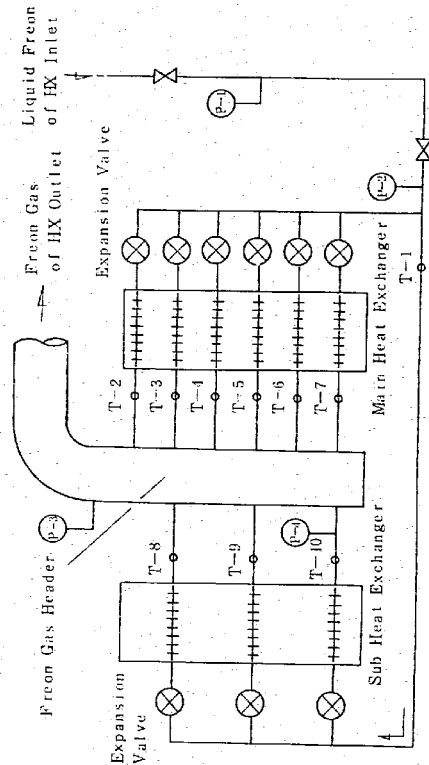 Liquid Freon
of HX Inlet
Freon Gas
of HX Outlet
Expansion Valve
P-1
P-2
P-3
P-4
Freon Gas Header
T-1
T-2
T-3
T-4
T-5
T-6
T-7
T-8
T-9
T-10
Main Heat Exchanger
Sub Heat Exchanger
Expansion
Valve